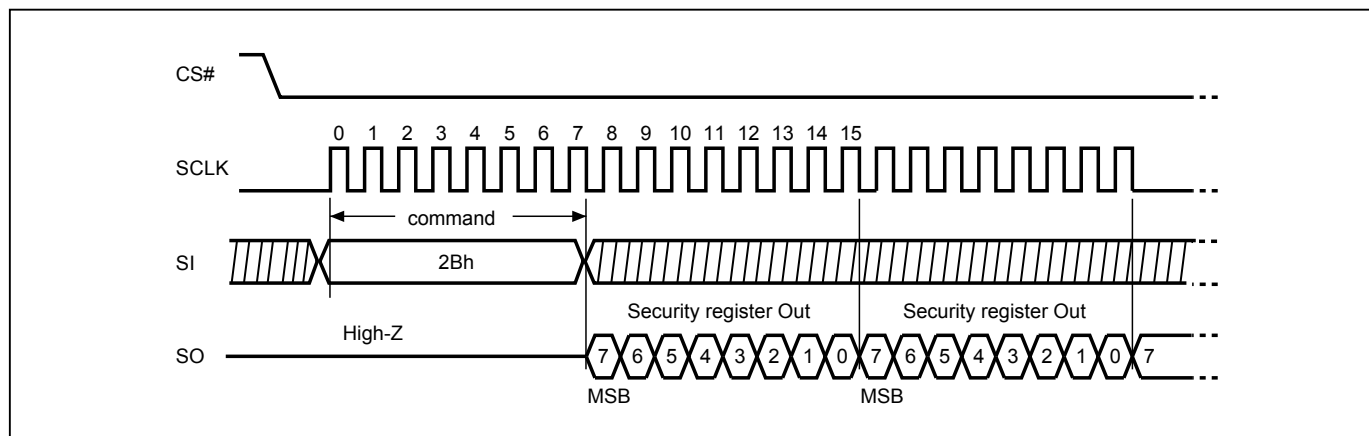 CS#
0 1 2 3 4 5 6 7 8 9 10 11 12 13 14 15
SCLK
command
SI
2Bh
Security register Out Security register Out
High-Z
SO
7 6 5 4 3 2 1 0 7 6 5 4 3 2 1 0 7
MSB MSB